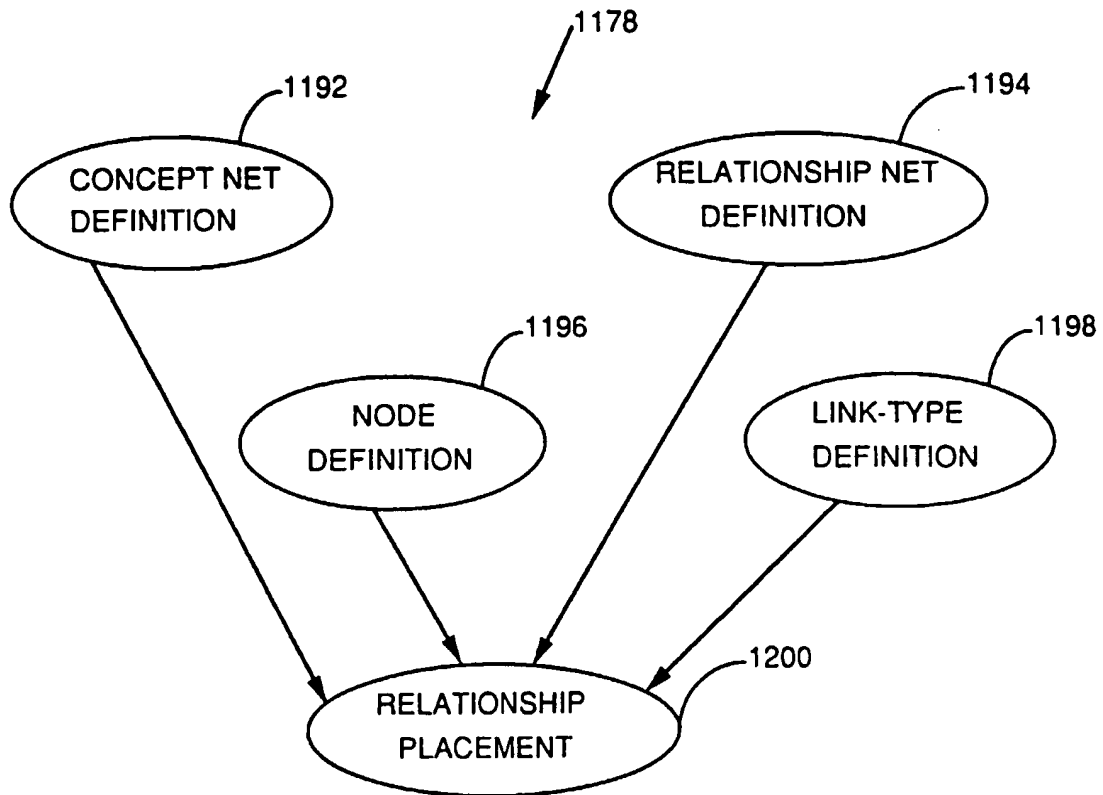 1178
1192
CONCEPT NET
DEFINITION
1194
RELATIONSHIP NET
DEFINITION
1196
NODE
DEFINITION
1198
LINK-TYPE
DEFINITION
1200
RELATIONSHIP
PLACEMENT